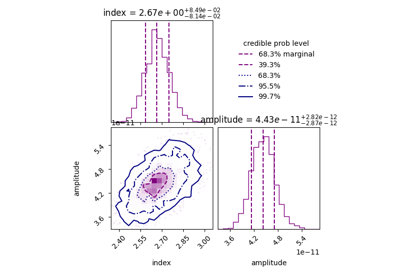 index = 2.67e+00 +8.49e−02 −8.14e−02
credible prob level
68.3% marginal
39.3%
68.3%
95.5%
99.7%
1e−11
amplitude = 4.43e−11 +2.82e−12 −2.87e−12
amplitude
5.4
4.8
4.2
3.6
2.40 2.55 2.70 2.85 3.00
index
3.6 4.2 4.8 5.4
1e−11
amplitude